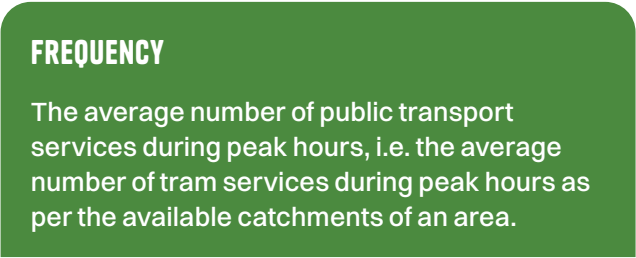 FREQUENCY
The average number of public transport
services during peak hours, i.e. the average
number of tram services during peak hours as
per the available catchments of an area.